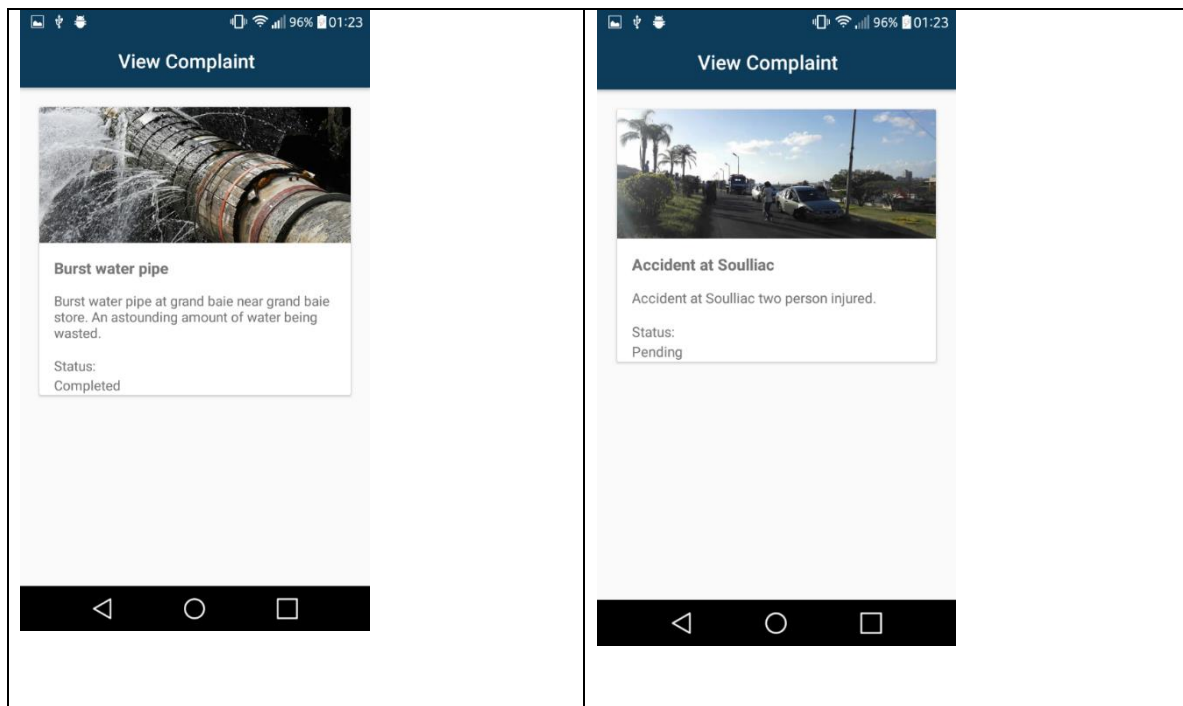 96% 01:23
View Complaint
Burst water pipe
Burst water pipe at grand baie near grand baie
store. An astounding amount of water being
wasted.
Status:
Completed
96% 01:23
View Complaint
Accident at Soulliac
Accident at Soulliac two person injured.
Status:
Pending